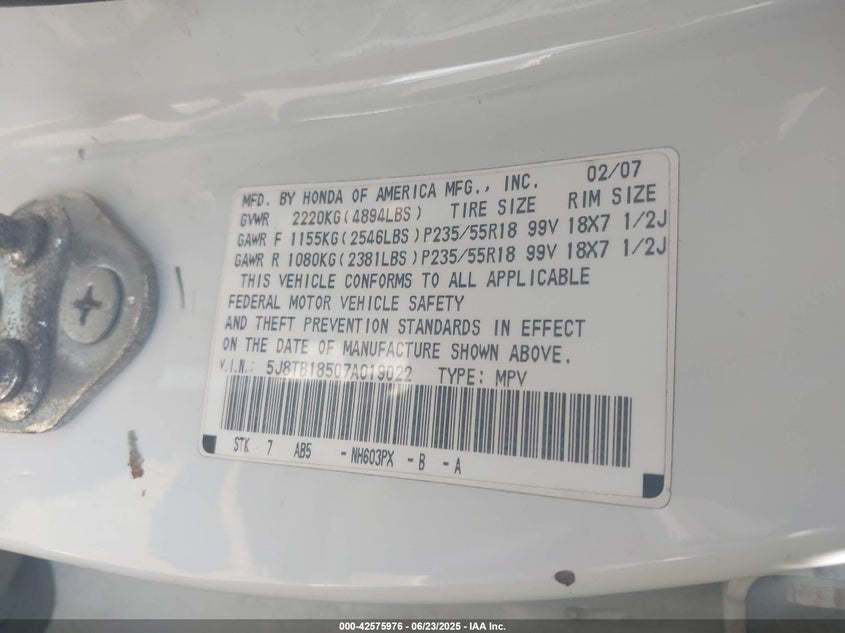 MFD. BY HONDA OF AMERICA MFG., INC. 02/07
GVWR 2220KG(4894LBS) TIRE SIZE RIM SIZE
GAWR F 1155KG(2546LBS)P235/55R18 99V 18X7 1/2J
GAWR R 1080KG(2381LBS)P235/55R18 99V 18X7 1/2J
THIS VEHICLE CONFORMS TO ALL APPLICABLE
FEDERAL MOTOR VEHICLE SAFETY
AND THEFT PREVENTION STANDARDS IN EFFECT
ON THE DATE OF MANUFACTURE SHOWN ABOVE.
V.I.N.: 5J8TB18507A019022 TYPE: MPV
STK 7 AB5 -NH603PX -B -A
000-42575976 | 06/23/2025 - IAA Inc.